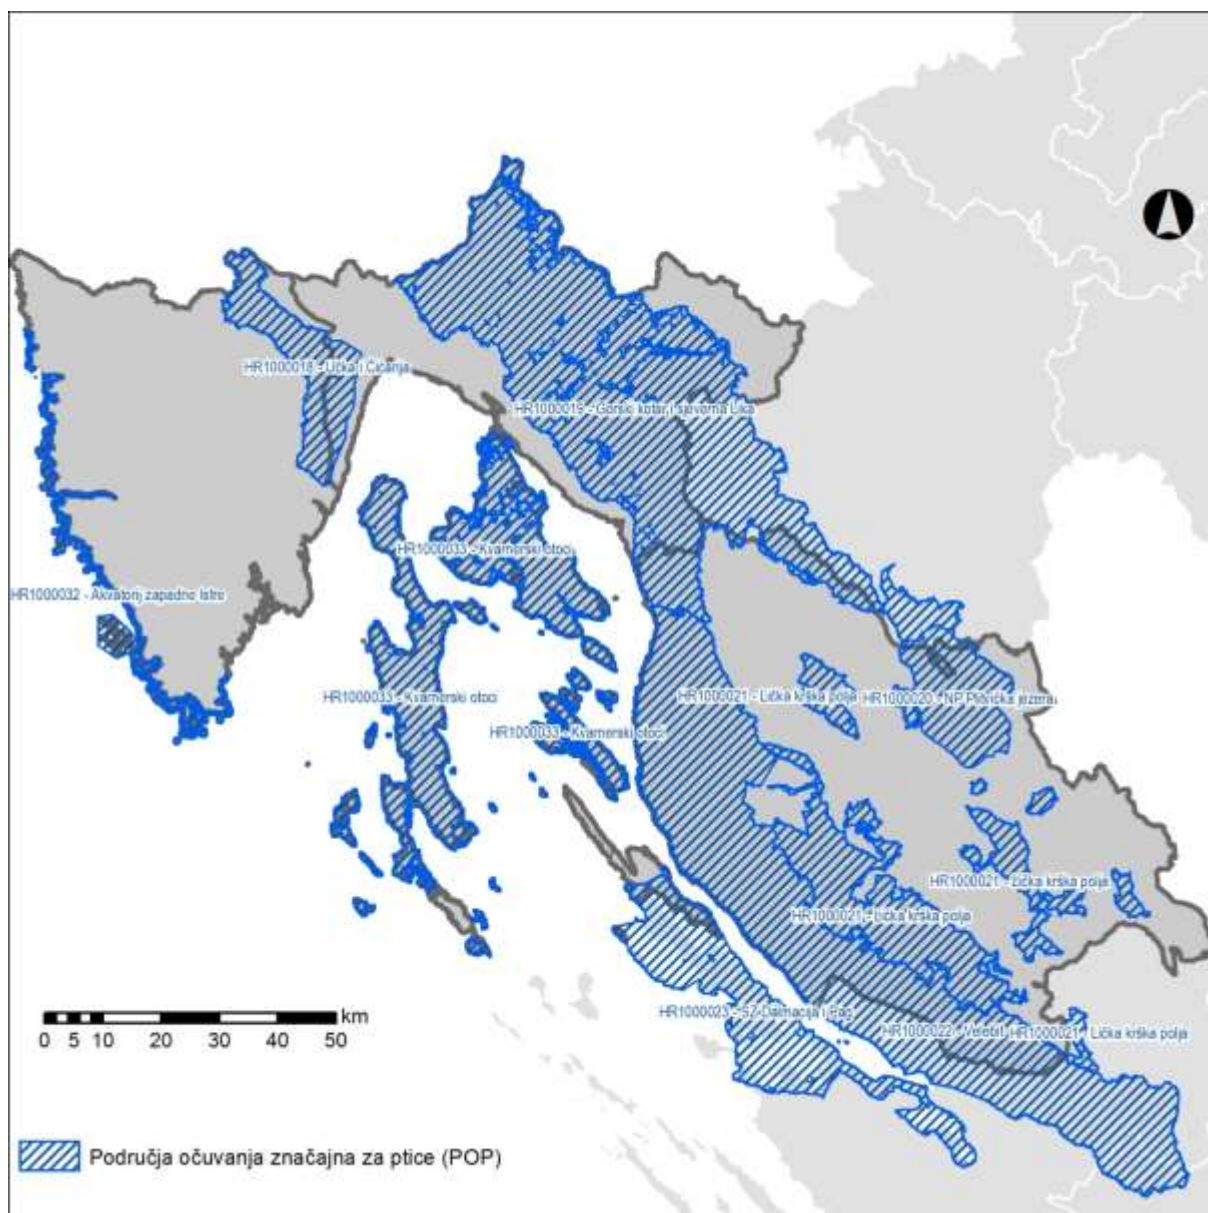 HR1000018 - Učka i Ćićarija
HR1000019 - Gorski kotar i sjeverna Lika
HR1000033 - Kvarnerski otoci
HR1000032 - Akvatorij zapadne Istre
HR1000033 - Kvarnerski otoci
HR1000021 - Lička krška polja
HR1000020 - NP Plitvička jezera
HR1000033 - Kvarnerski otoci
HR1000021 - Lička krška polja
HR1000021 - Lička krška polja
HR1000023 - SZ Dalmacija i Pag
HR1000022 - Velebit
HR1000021 - Lička krška polja
km
0 5 10 20 30 40 50
Područja očuvanja značajna za ptice (POP)